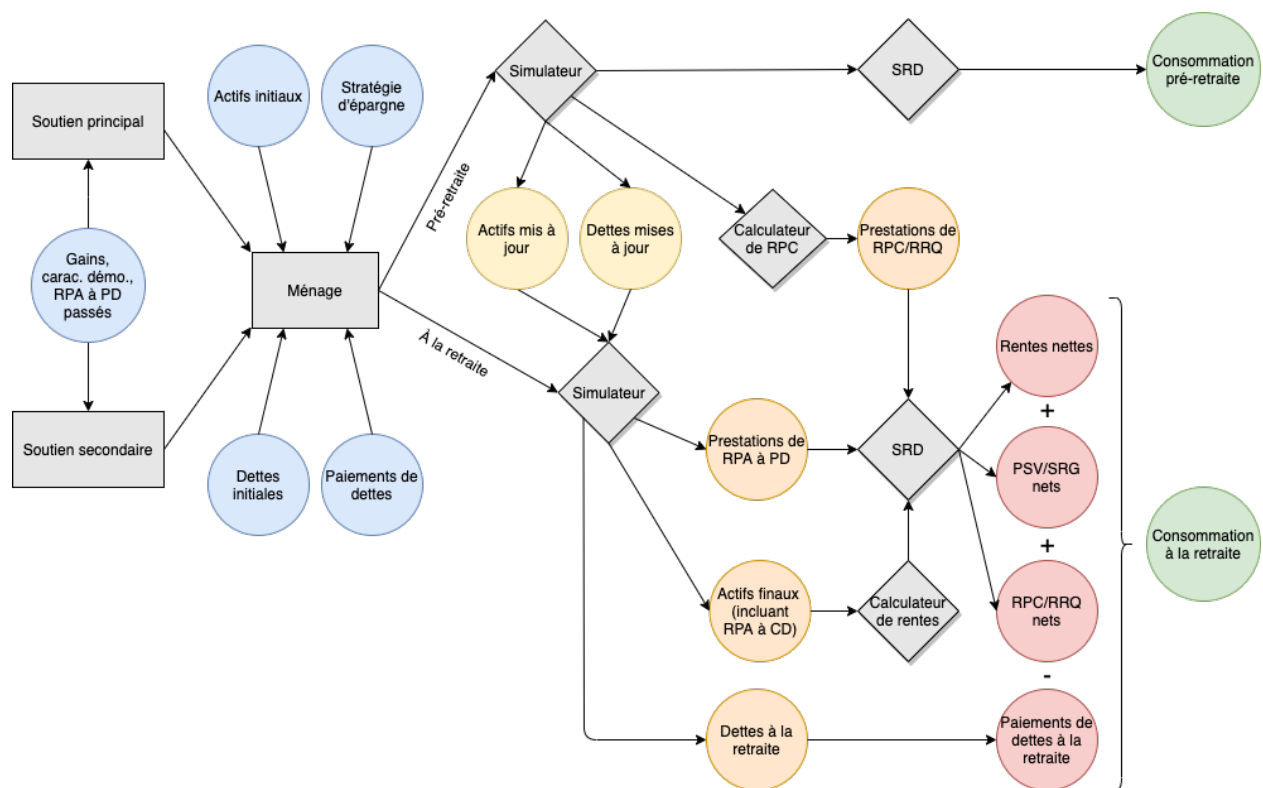 Soutien principal
Gains,
carac. démo.,
RPA à PD
passés
Soutien secondaire
Actifs initiaux
Stratégie
d'épargne
Ménage
Dettes
initiales
Paiements de
dettes
Pré-retraite
À la retraite
Simulateur
SRD
Consommation
pré-retraite
Actifs mis à
jour
Dettes mises
à jour
Calculateur
de RPC
Prestations de
RPC/RRQ
Simulateur
Prestations de
RPA à PD
SRD
Actifs finaux
(incluant
RPA à CD)
Calculateur
de rentes
Dettes à la
retraite
Rentes nettes
+
PSV/SRG
nets
+
RPC/RRQ
nets
-
Paiements de
dettes à la
retraite
Consommation
à la retraite